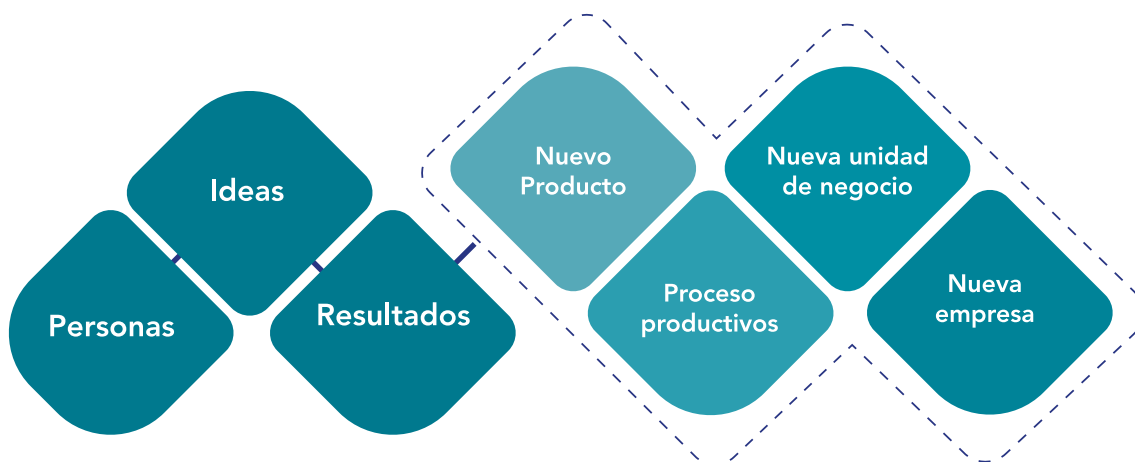 Personas
Ideas
Resultados
Nuevo
Producto
Proceso
productivos
Nueva unidad
de negocio
Nueva
empresa